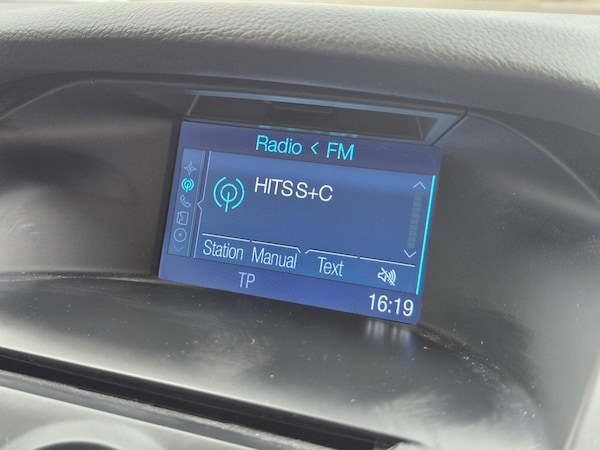 Radio < FM
HITS S+C
Station Manual Text
TP
16:19